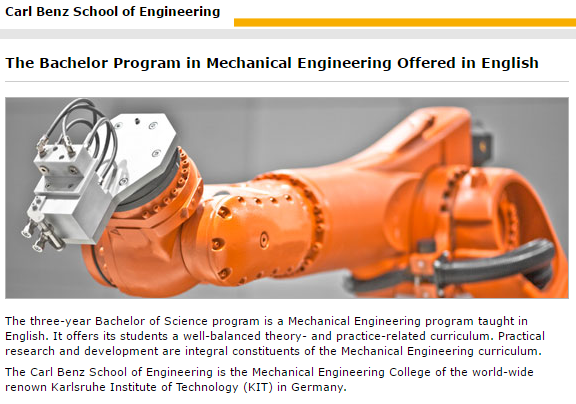 Carl Benz School of Engineering
The Bachelor Program in Mechanical Engineering Offered in English
The three-year Bachelor of Science program is a Mechanical Engineering program taught in
English. It offers its students a well-balanced theory- and practice-related curriculum. Practical
research and development are integral constituents of the Mechanical Engineering curriculum.
The Carl Benz School of Engineering is the Mechanical Engineering College of the world-wide
renown Karlsruhe Institute of Technology (KIT) in Germany.